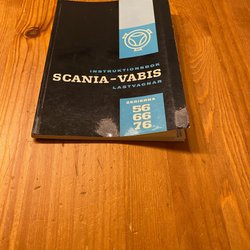 INSTRUKTIONSBOK
SCANIA-VABIS
LASTVAGNAR
SERIERNA
56
66
76